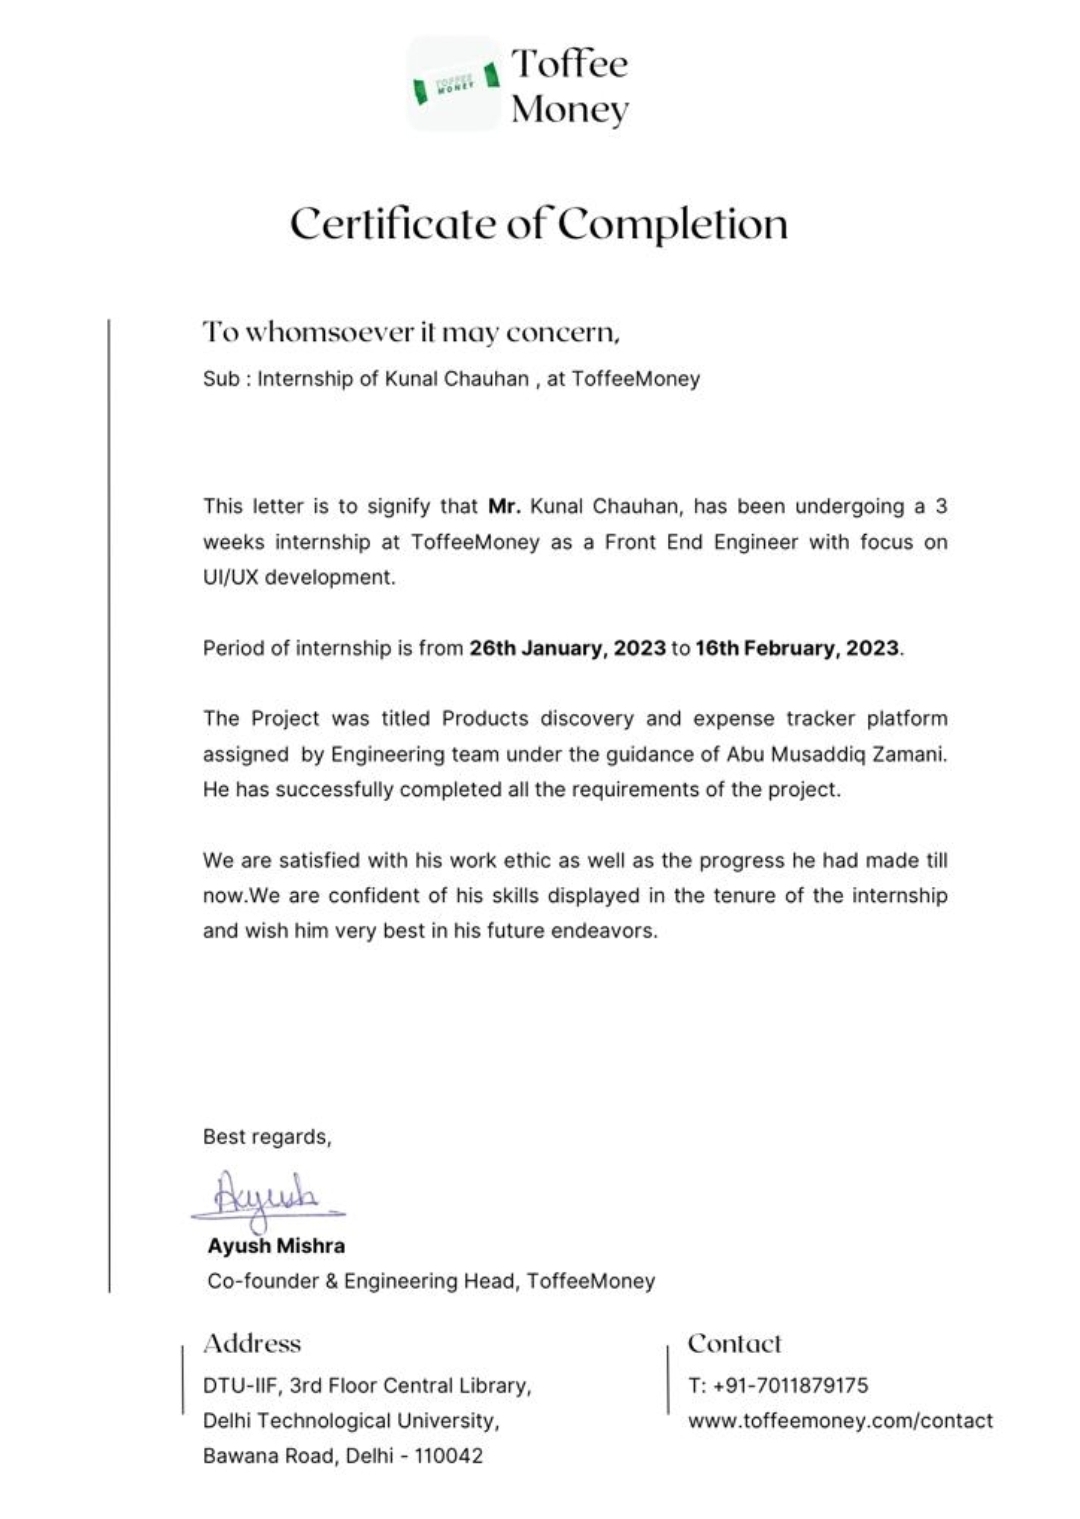 TOFFEE
MONEY
Toffee
Money
Certificate of Completion
To whomsoever it may concern,
Sub : Internship of Kunal Chauhan , at ToffeeMoney
This letter is to signify that Mr. Kunal Chauhan, has been undergoing a 3
weeks internship at ToffeeMoney as a Front End Engineer with focus on
UI/UX development.
Period of internship is from 26th January, 2023 to 16th February, 2023.
The Project was titled Products discovery and expense tracker platform
assigned by Engineering team under the guidance of Abu Musaddiq Zamani.
He has successfully completed all the requirements of the project.
We are satisfied with his work ethic as well as the progress he had made till
now.We are confident of his skills displayed in the tenure of the internship
and wish him very best in his future endeavors.
Best regards,
Ayush
Ayush Mishra
Co-founder & Engineering Head, ToffeeMoney
Address
DTU-IIF, 3rd Floor Central Library,
Delhi Technological University,
Bawana Road, Delhi - 110042
Contact
T: +91-7011879175
www.toffeemoney.com/contact